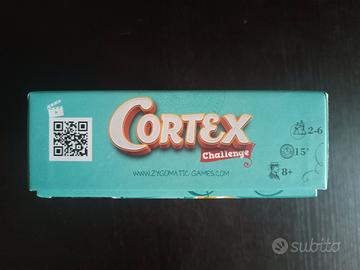 CORTEX
Challenge
2-6
15'
8+
WWW.ZYGOMATIC-GAMES.COM
subito